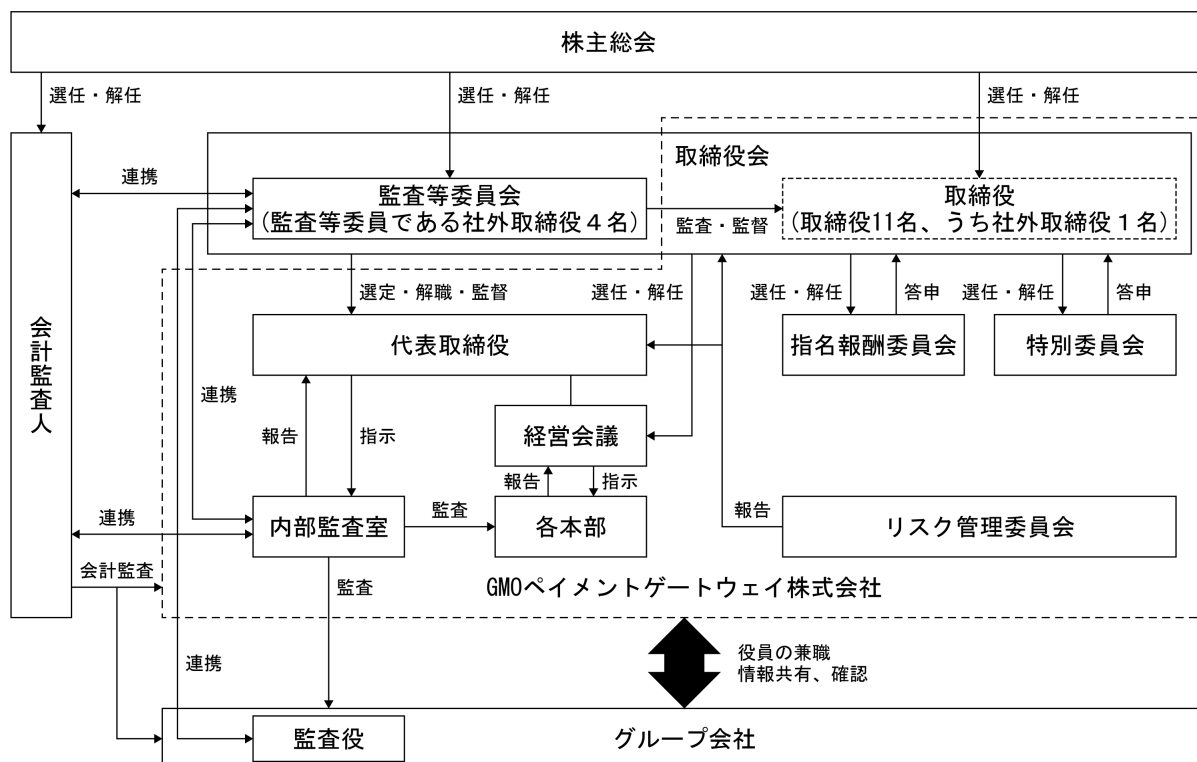 株主総会
選任・解任
選任・解任
選任・解任
取締役会
連携
監査等委員会
(監査等委員である社外取締役４名)
監査・監督
取締役
(取締役11名、うち社外取締役１名)
選定・解職・監督
選任・解任
選任・解任
答申
選任・解任
答申
会計監査人
代表取締役
指名報酬委員会
特別委員会
連携
報告
指示
経営会議
報告
指示
連携
内部監査室
監査
各本部
報告
リスク管理委員会
会計監査
監査
GMOペイメントゲートウェイ株式会社
連携
役員の兼職
情報共有、確認
監査役
グループ会社